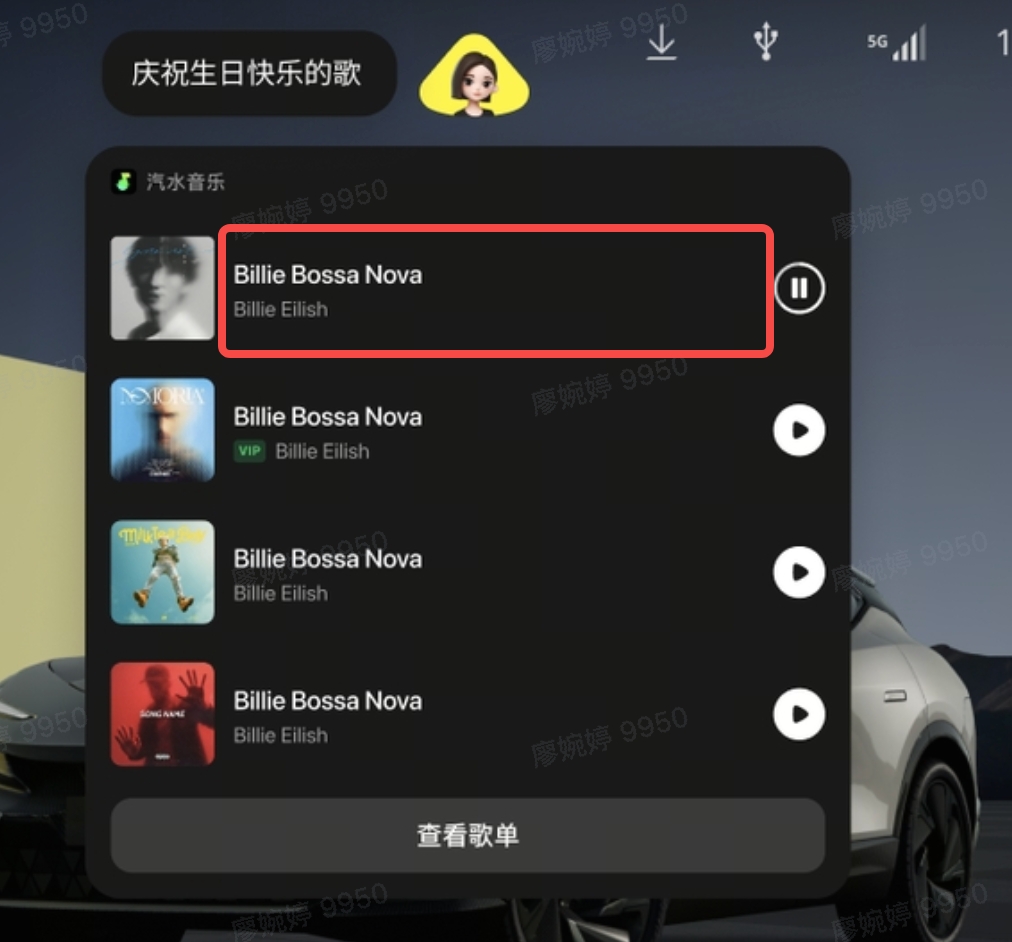 庆祝生日快乐的歌
5G
1
汽水音乐
Billie Bossa Nova
Billie Eilish
NOMORIA
Billie Bossa Nova
VIP Billie Eilish
Billie Bossa Nova
Billie Eilish
SONG NAME
Billie Bossa Nova
Billie Eilish
查看歌单
廖婉婷 9950